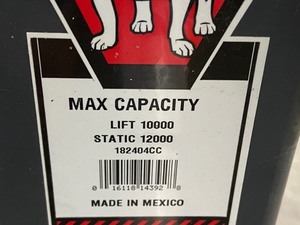 MAX CAPACITY
LIFT 10000
STATIC 12000
182404CC
0 16118 14392 8
MADE IN MEXICO